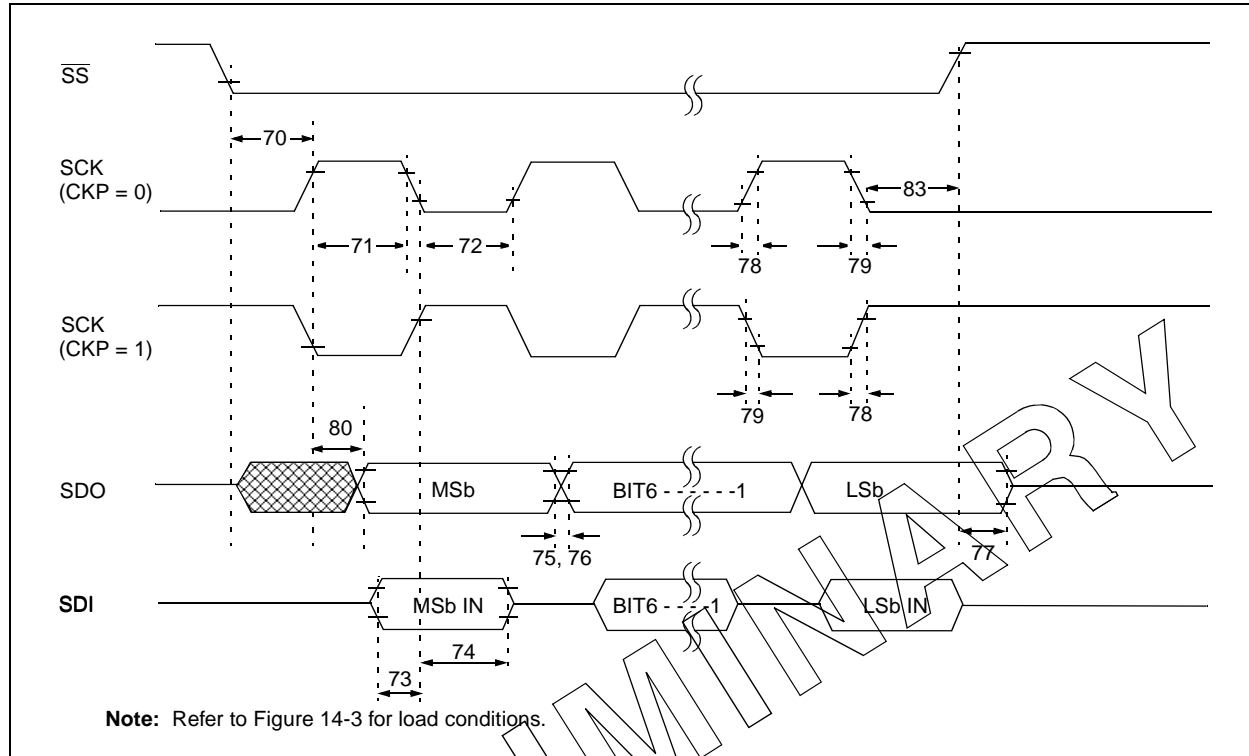 SS
70
SCK
(CKP = 0)
71
72
78
79
83
SCK
(CKP = 1)
79
78
80
SDO
MSb
BIT6 - - - - - -1
LSb
75, 76
77
SDI
MSb IN
BIT6 - - - -1
LSb IN
74
73
Note: Refer to Figure 14-3 for load conditions.
IMINARY